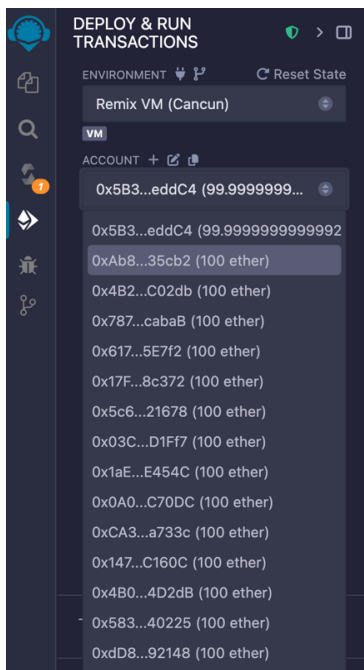 DEPLOY & RUN
TRANSACTIONS
ENVIRONMENT
Reset State
Remix VM (Cancun)
VM
1
ACCOUNT
0x5B3...eddC4 (99.9999999...
0x5B3...eddC4 (99.9999999999992
0xAb8...35cb2 (100 ether)
0x4B2...C02db (100 ether)
0x787...cabaB (100 ether)
0x617...5E7f2 (100 ether)
0x17F...8c372 (100 ether)
0x5c6...21678 (100 ether)
0x03C...D1Ff7 (100 ether)
0x1aE...E454C (100 ether)
0x0A0...C70DC (100 ether)
0xCA3...a733c (100 ether)
0x147...C160C (100 ether)
0x4B0...4D2dB (100 ether)
0x583...40225 (100 ether)
0xdD8...92148 (100 ether)